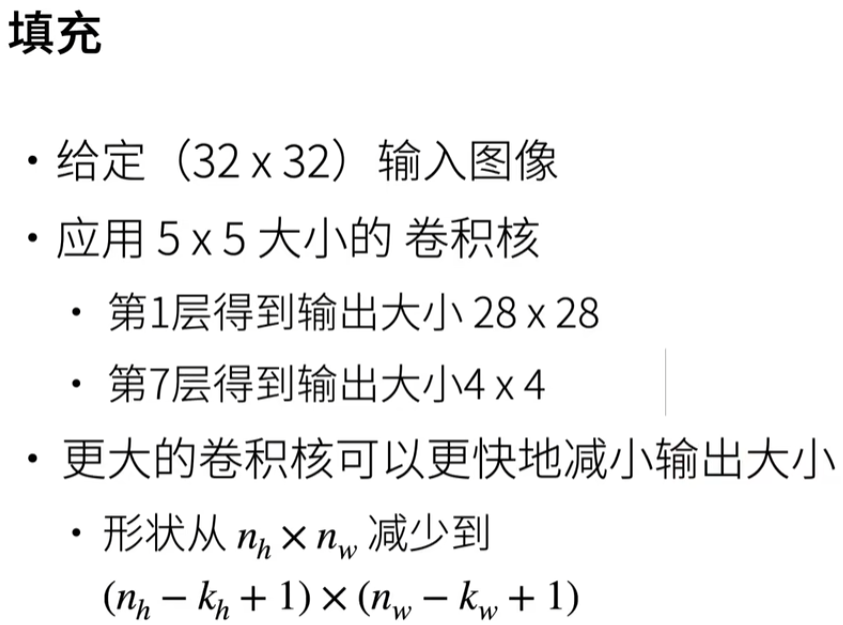 填充
• 给定（32 x 32）输入图像
• 应用 5 x 5 大小的 卷积核
• 第1层得到输出大小 28 x 28
• 第7层得到输出大小4 x 4
• 更大的卷积核可以更快地减小输出大小
• 形状从 nₕ × n_w 减少到
(nₕ − kₕ + 1) × (n_w − k_w + 1)